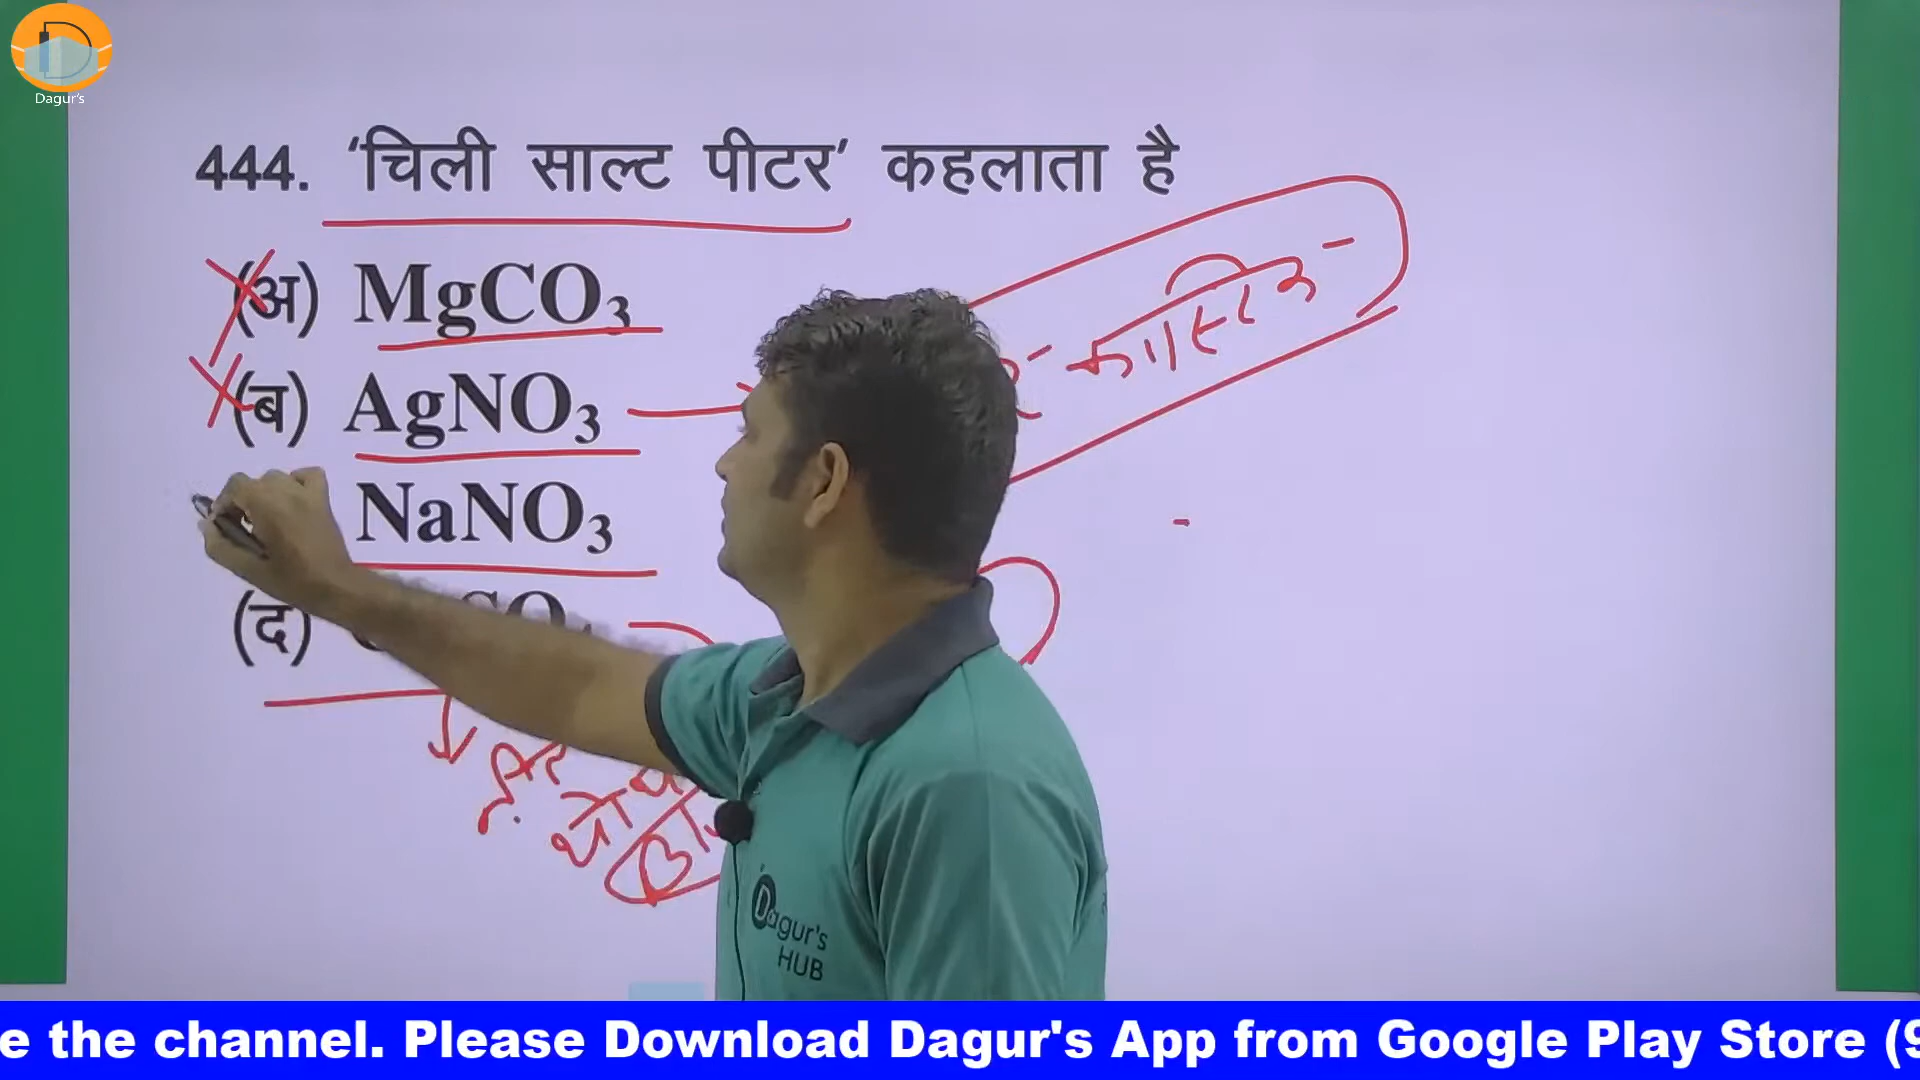 Dagur's
444. ‘चिली साल्ट पीटर’ कहलाता है
(अ) MgCO₃
(ब) AgNO₃
कास्टिक
NaNO₃
(द)
Dagur's
HUB
e the channel. Please Download Dagur's App from Google Play Store (9